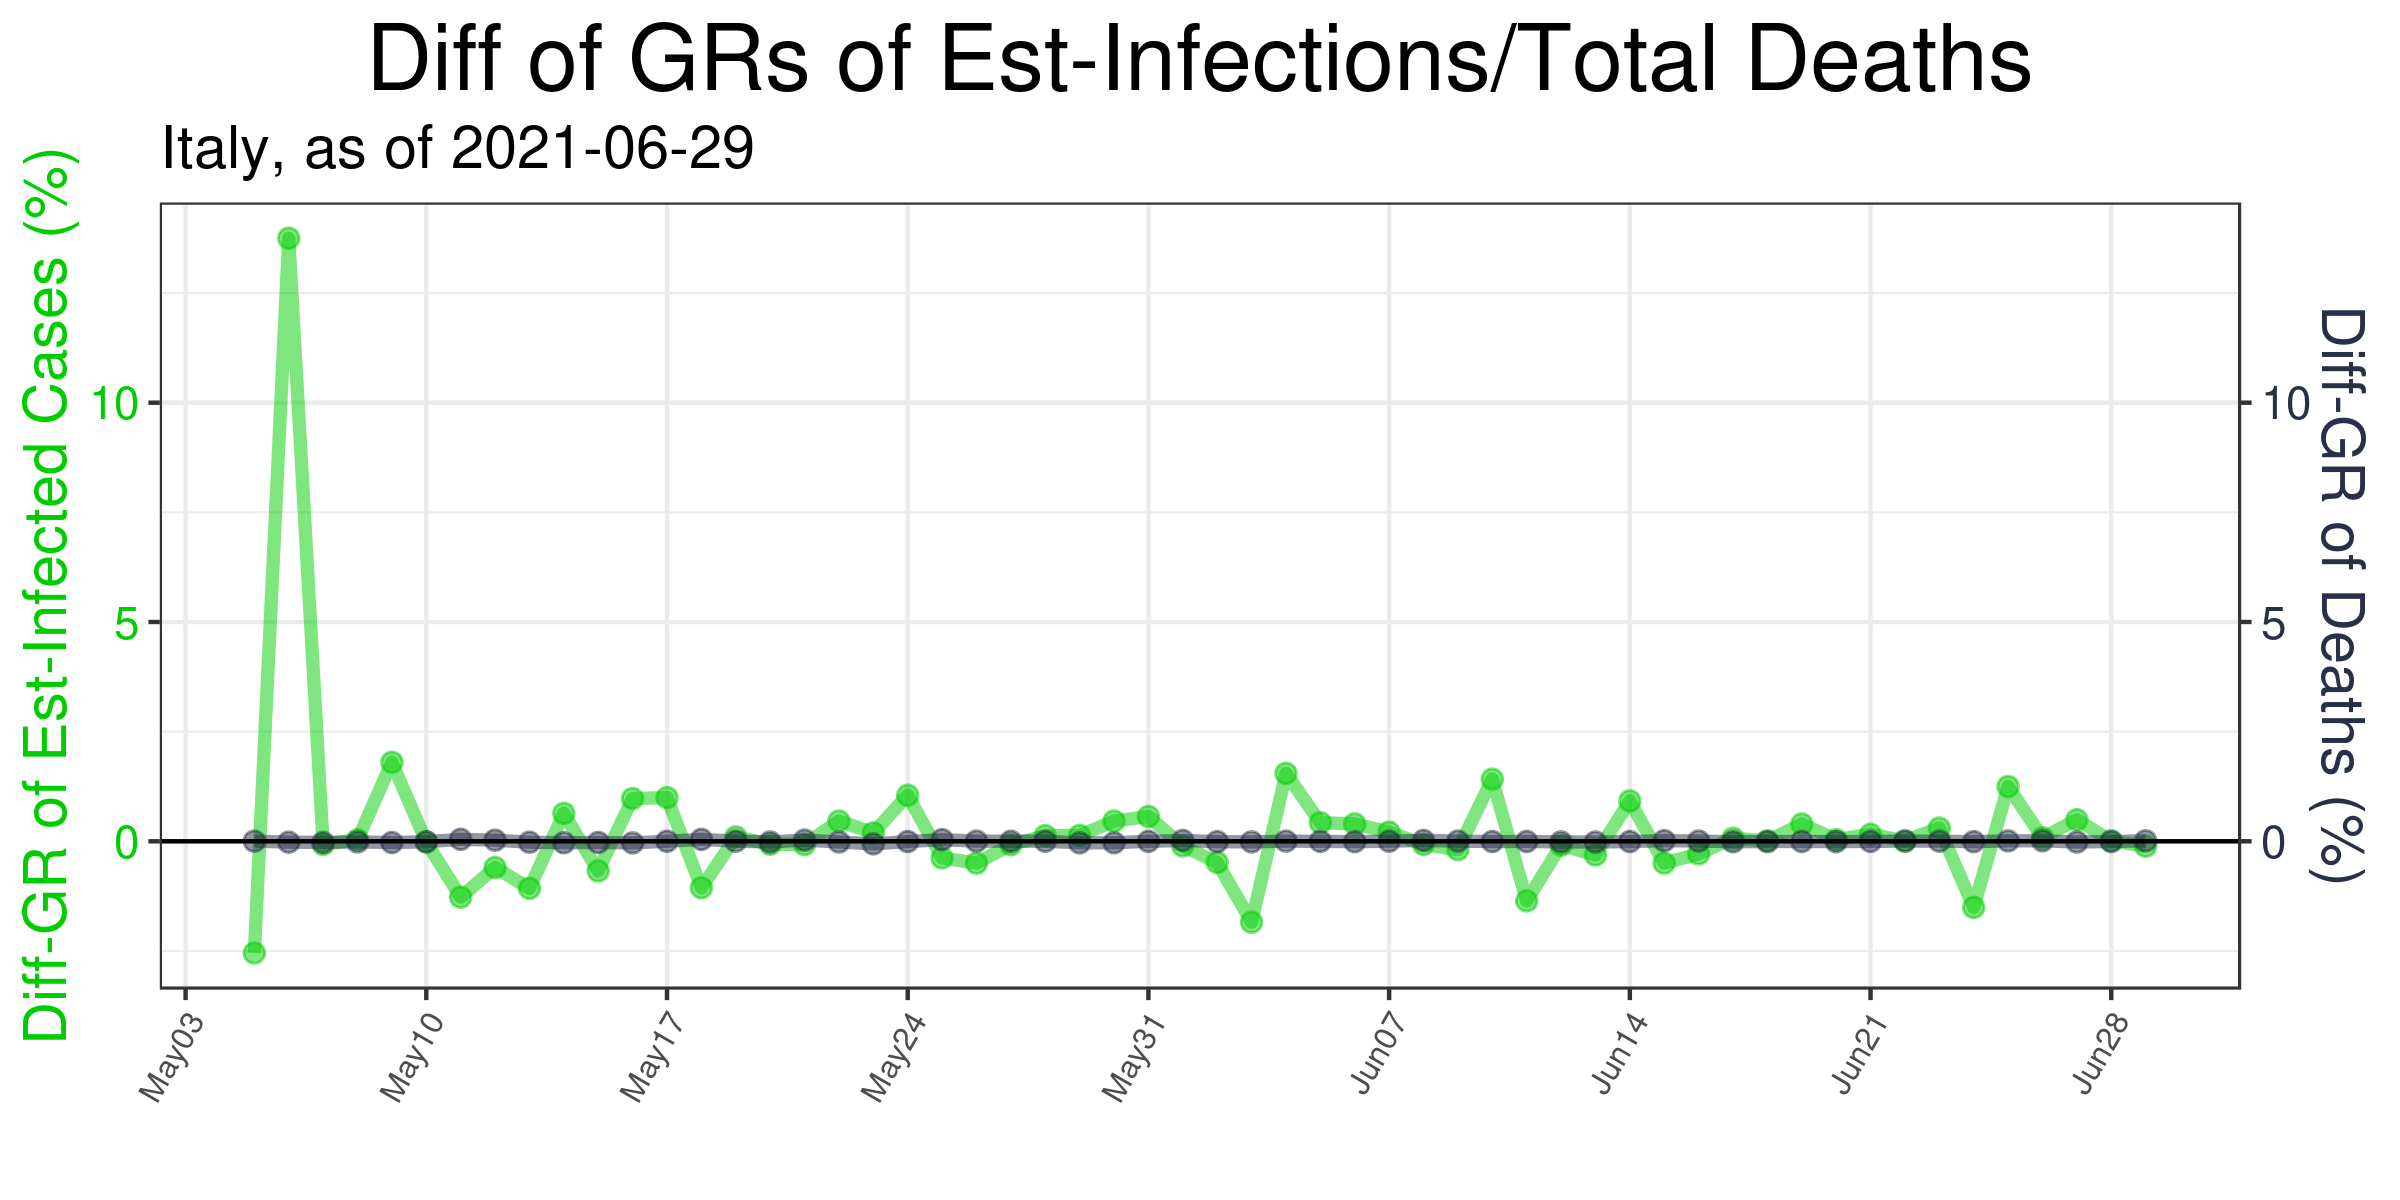 Diff of GRs of Est-Infections/Total Deaths
Italy, as of 2021-06-29
Diff-GR of Est-Infected Cases (%)
10
5
0
10
5
0
Diff-GR of Deaths (%)
May03
May10
May17
May24
May31
Jun07
Jun14
Jun21
Jun28